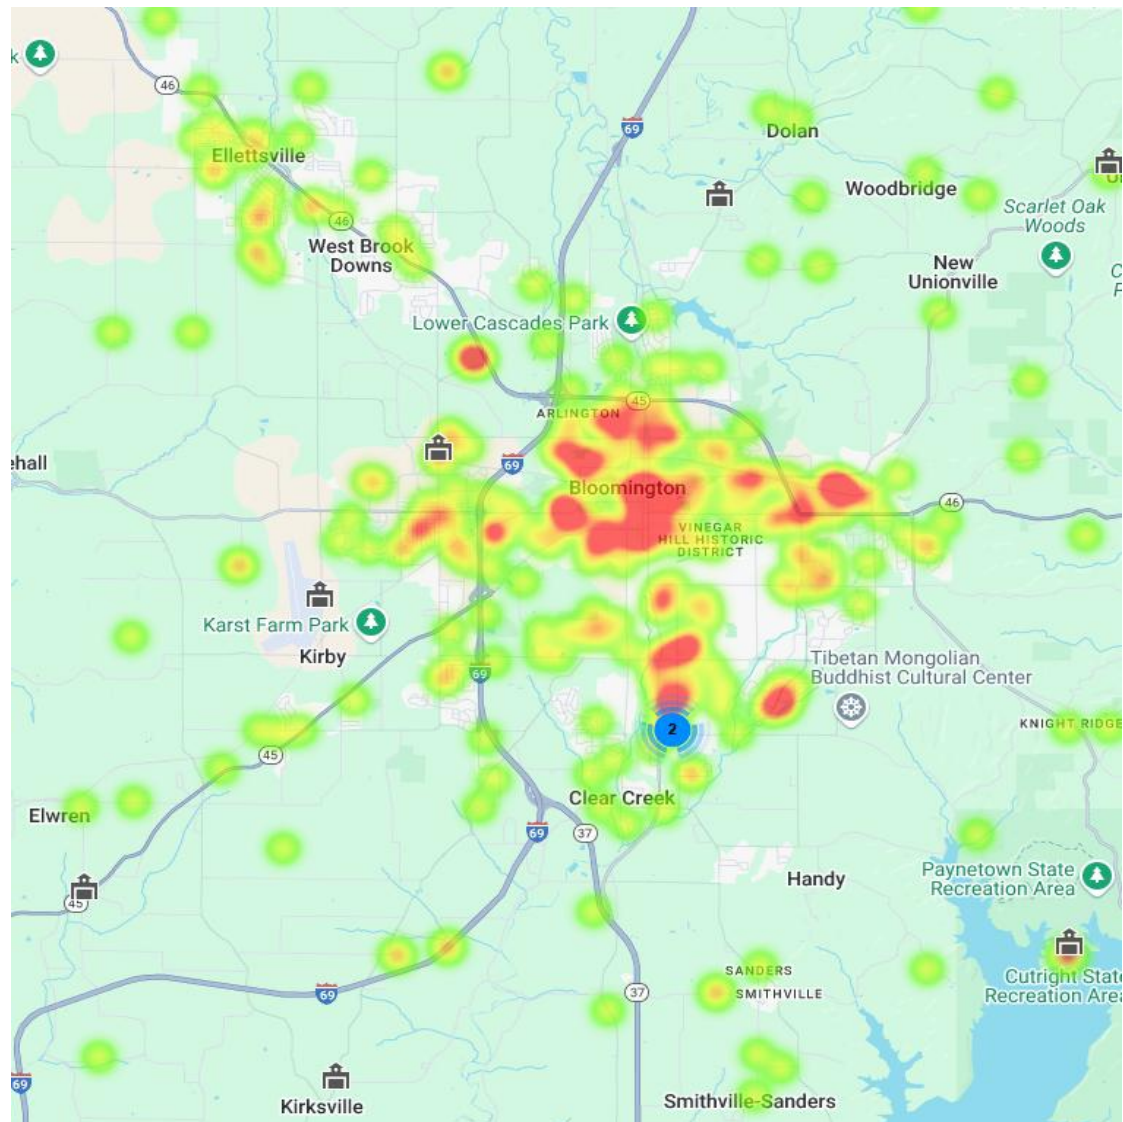 k
46
69
Dolan
Ellettsville
Woodbridge
Scarlet Oak
Woods
46
West Brook
Downs
New
Unionville
Lower Cascades Park
45
ARLINGTON
ehall
69
Bloomington
46
VINEGAR
HILL HISTORIC
DISTRICT
Karst Farm Park
Kirby
Tibetan Mongolian
Buddhist Cultural Center
69
KNIGHT RIDGE
2
45
Clear Creek
Elwren
69
37
Paynetown State
Recreation Area
Handy
45
SANDERS
SMITHVILLE
Cutright State
Recreation Area
69
37
69
Kirksville
Smithville-Sanders